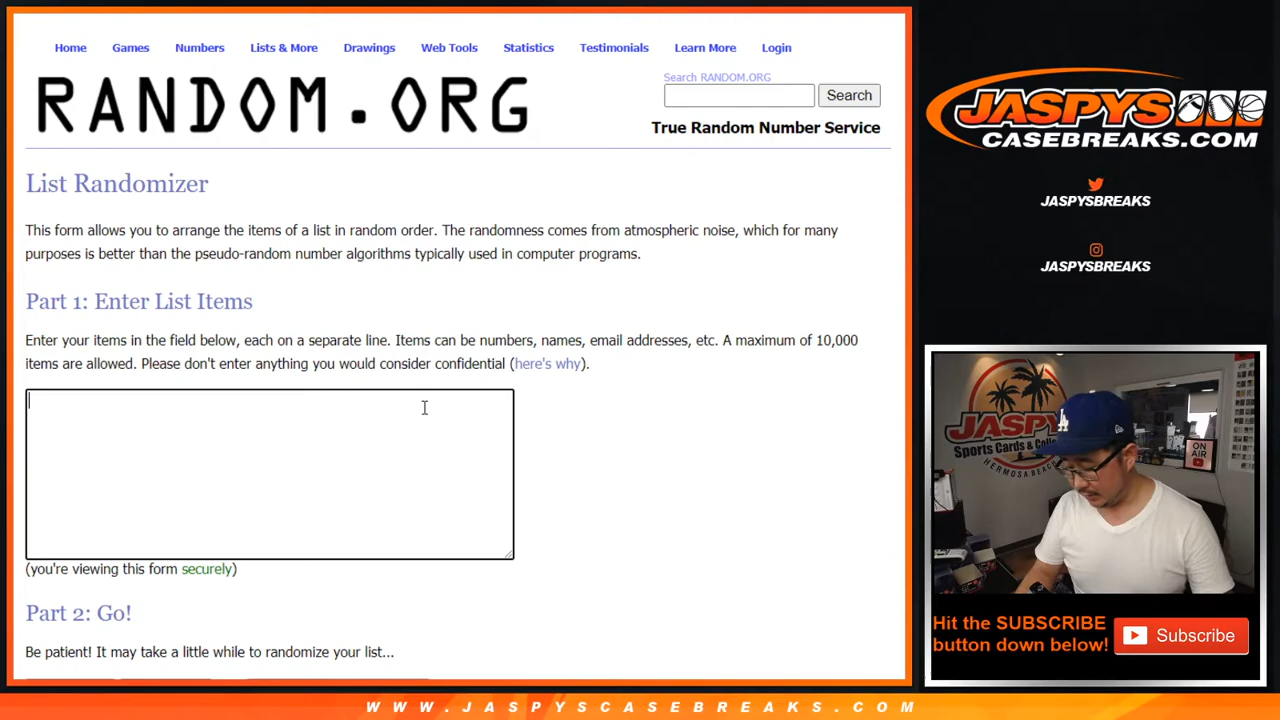 Home Games Numbers Lists & More Drawings Web Tools Statistics Testimonials Learn More Login
RANDOM.ORG
Search RANDOM.ORG
Search
True Random Number Service
List Randomizer
This form allows you to arrange the items of a list in random order. The randomness comes from atmospheric noise, which for many
purposes is better than the pseudo-random number algorithms typically used in computer programs.
Part 1: Enter List Items
Enter your items in the field below, each on a separate line. Items can be numbers, names, email addresses, etc. A maximum of 10,000
items are allowed. Please don't enter anything you would consider confidential (here's why).
(you're viewing this form securely)
Part 2: Go!
Be patient! It may take a little while to randomize your list...
JASPYS
CASEBREAKS.COM
JASPYSBREAKS
JASPYSBREAKS
JASPYS
Sports Cards & Colle
HERMOSA BEACH
LA
ON
AIR
Hit the SUBSCRIBE
button down below!
Subscribe
WWW.JASPYSCASEBREAKS.COM